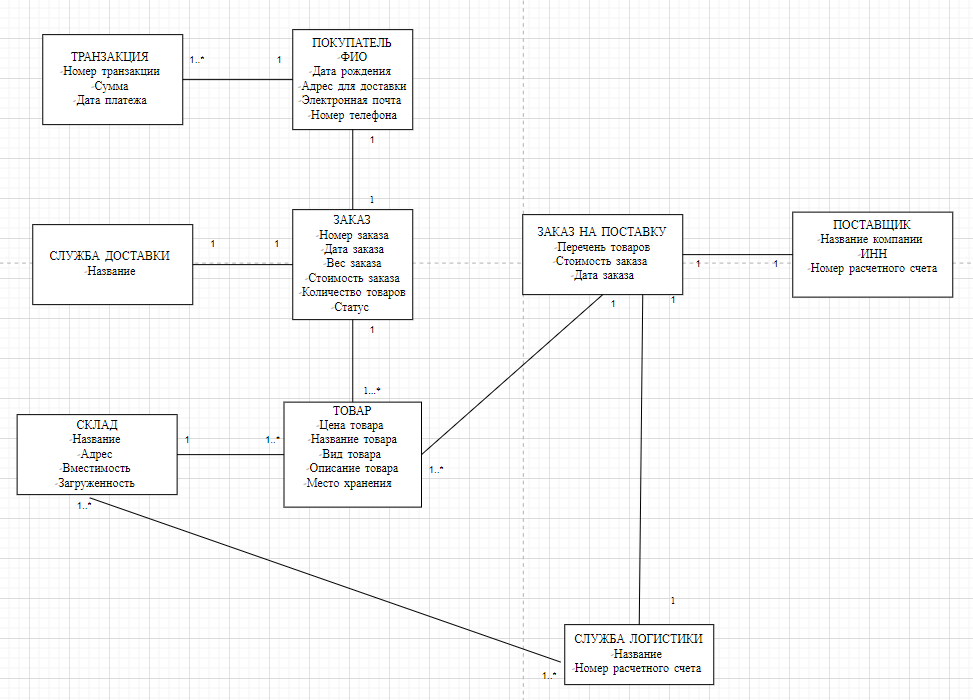 ТРАНЗАКЦИЯ
-Номер транзакции
-Сумма
-Дата платежа
1..*
1
ПОКУПАТЕЛЬ
-ФИО
-Дата рождения
-Адрес для доставки
-Электронная почта
-Номер телефона
1
1
СЛУЖБА ДОСТАВКИ
-Название
1
1
ЗАКАЗ
-Номер заказа
-Дата заказа
-Вес заказа
-Стоимость заказа
-Количество товаров
-Статус
1
1...*
ЗАКАЗ НА ПОСТАВКУ
-Перечень товаров
-Стоимость заказа
-Дата заказа
1
1
ПОСТАВЩИК
-Название компании
-ИНН
-Номер расчетного счета
1
1
СКЛАД
-Название
-Адрес
-Вместимость
-Загруженность
1
1..*
ТОВАР
-Цена товара
-Название товара
-Вид товара
-Описание товара
-Место хранения
1..*
1..*
1
СЛУЖБА ЛОГИСТИКИ
-Название
-Номер расчетного счета
1..*